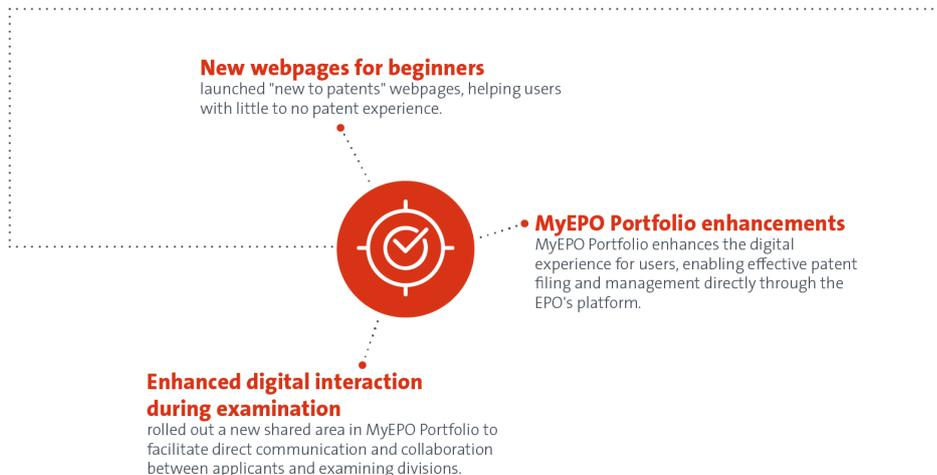 New webpages for beginners
launched "new to patents" webpages, helping users
with little to no patent experience.
MyEPO Portfolio enhancements
MyEPO Portfolio enhances the digital
experience for users, enabling effective patent
filing and management directly through the
EPO's platform.
Enhanced digital interaction
during examination
rolled out a new shared area in MyEPO Portfolio to
facilitate direct communication and collaboration
between applicants and examining divisions.